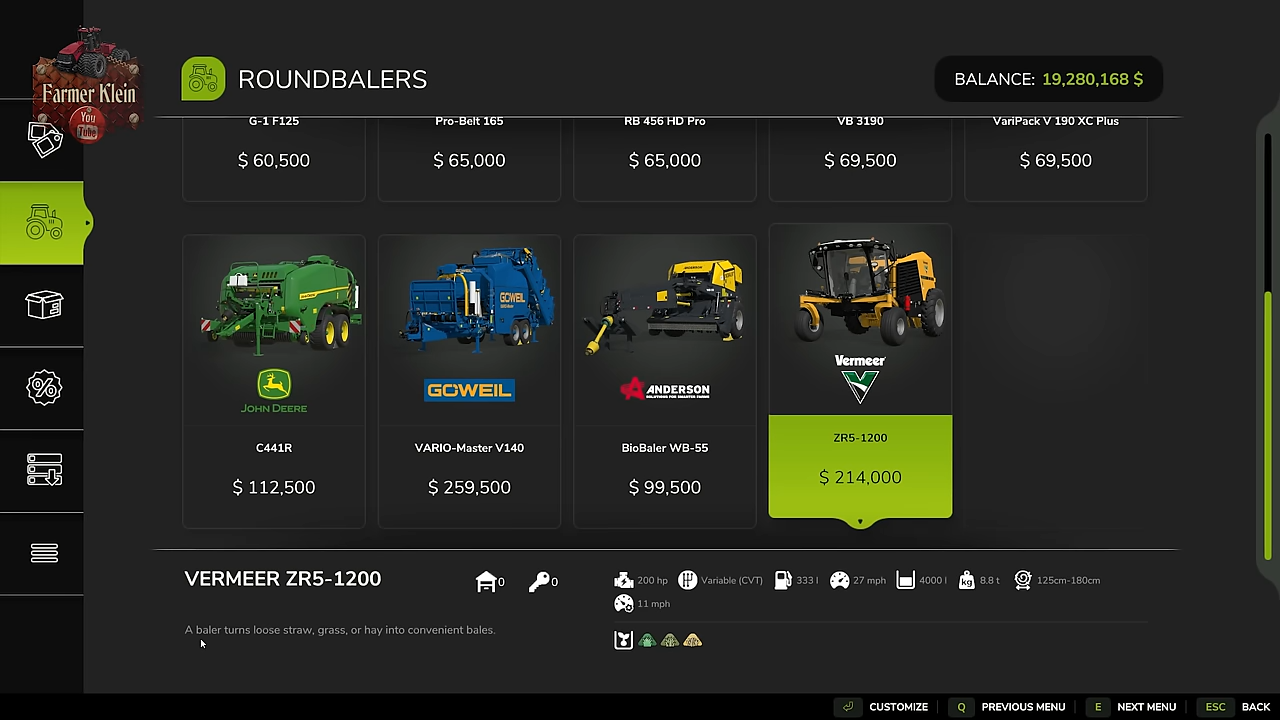 Farmer Klein
You
Tube
ROUNDBALERS
BALANCE: 19,280,168 $
G-1 F125
Pro-Belt 165
RB 456 HD Pro
VB 3190
VariPack V 190 XC Plus
$ 60,500
$ 65,000
$ 65,000
$ 69,500
$ 69,500
JOHN DEERE
GÖWEIL
ANDERSON
Vermeer
C441R
VARIO-Master V140
BioBaler WB-55
ZR5-1200
$ 112,500
$ 259,500
$ 99,500
$ 214,000
VERMEER ZR5-1200
0
0
200 hp
Variable (CVT)
333 l
27 mph
4000 l
kg
8.8 t
125cm-180cm
11 mph
A baler turns loose straw, grass, or hay into convenient bales.
CUSTOMIZE
Q PREVIOUS MENU
E NEXT MENU
ESC BACK